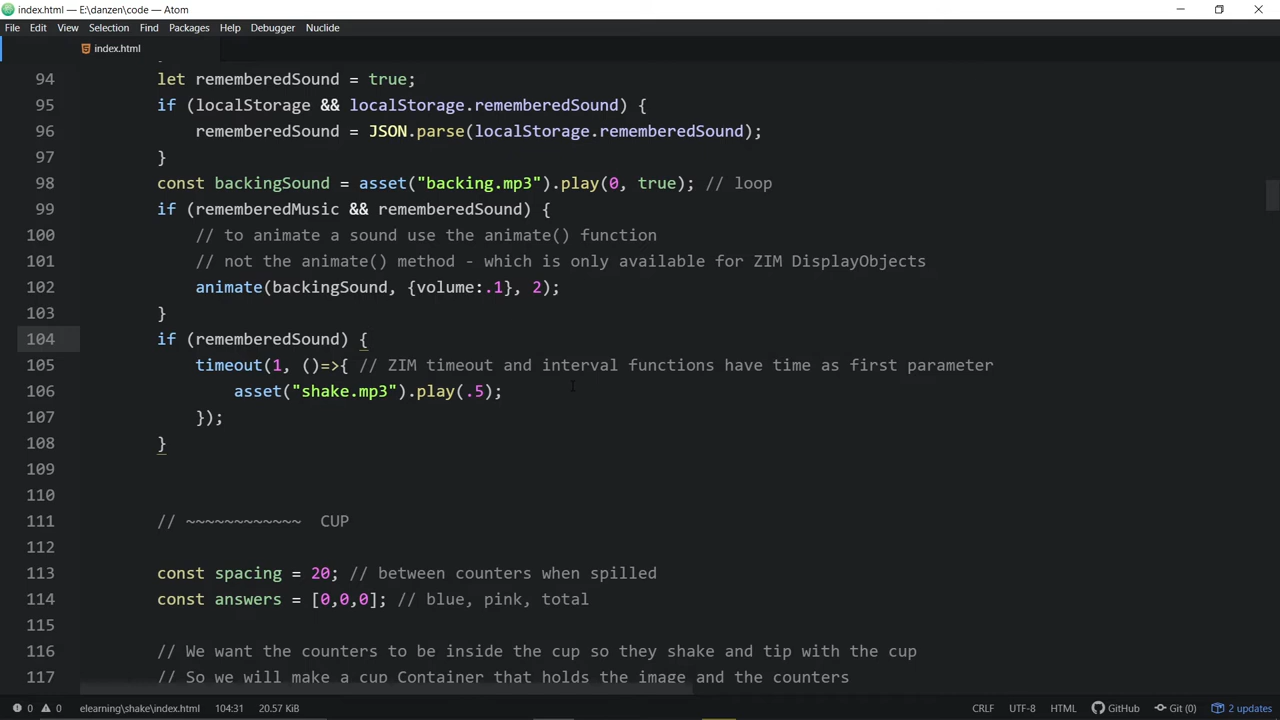 index.html — E:\danzen\code — Atom
File Edit View Selection Find Packages Help Debugger Nuclide
index.html
94 let rememberedSound = true;
95 if (localStorage && localStorage.rememberedSound) {
96 rememberedSound = JSON.parse(localStorage.rememberedSound);
97 }
98 const backingSound = asset("backing.mp3").play(0, true); // loop
99 if (rememberedMusic && rememberedSound) {
100 // to animate a sound use the animate() function
101 // not the animate() method - which is only available for ZIM DisplayObjects
102 animate(backingSound, {volume:.1}, 2);
103 }
104 if (rememberedSound) {
105 timeout(1, ()=>{ // ZIM timeout and interval functions have time as first parameter
106 asset("shake.mp3").play(.5);
107 });
108 }
109
110
111 // ~~~~~~~~~~~~ CUP
112
113 const spacing = 20; // between counters when spilled
114 const answers = [0,0,0]; // blue, pink, total
115
116 // We want the counters to be inside the cup so they shake and tip with the cup
117 // So we will make a cup Container that holds the image and the counters
0 0 elearning\shake\index.html 104:31 20.57 KiB CRLF UTF-8 HTML GitHub Git (0) 2 updates